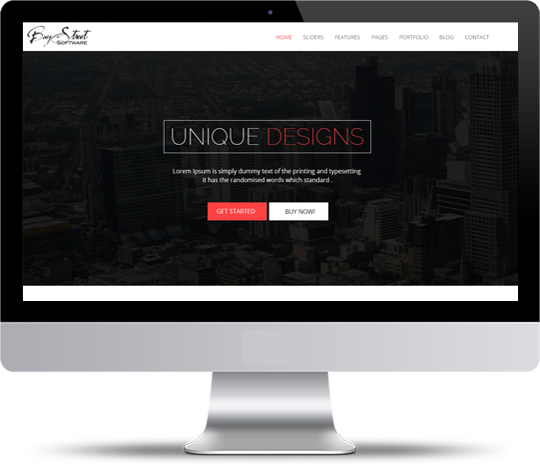 Bay Street
SOFTWARE
HOME SLIDERS FEATURES PAGES PORTFOLIO BLOG CONTACT
UNIQUE DESIGNS
Lorem Ipsum is simply dummy text of the printing and typesetting
it has the randomised words which standard .
GET STARTED BUY NOW!